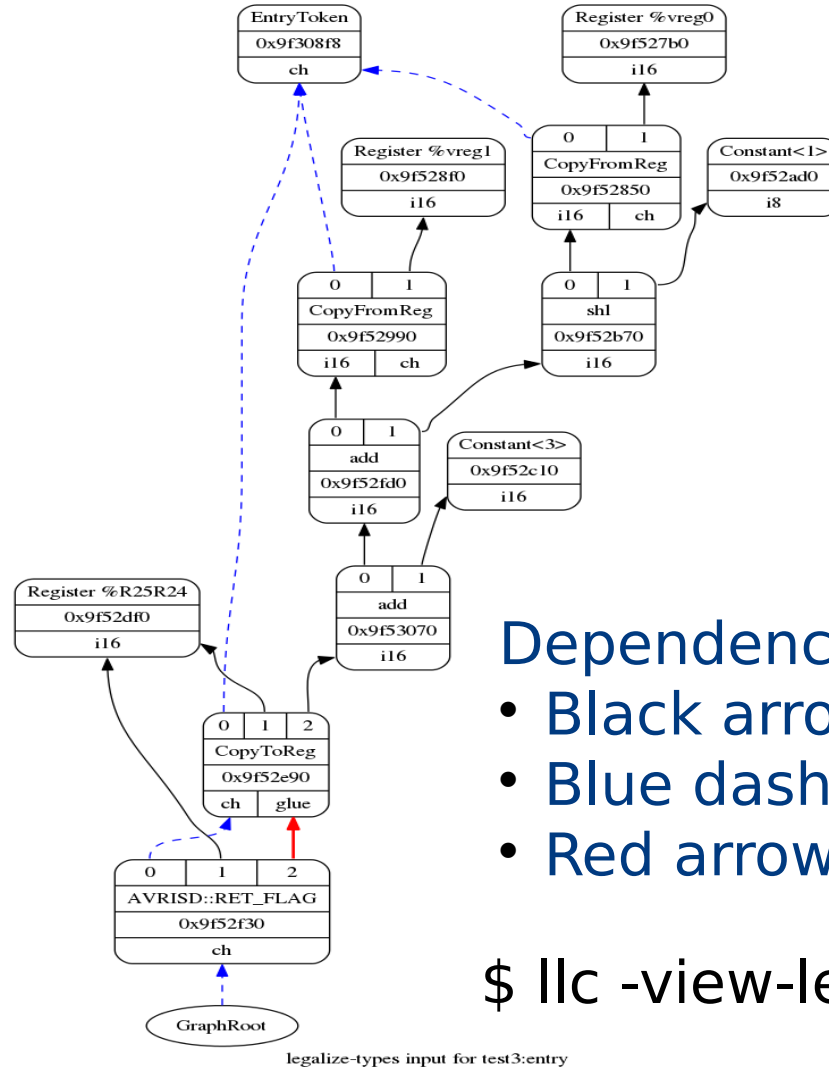 EntryToken
0x9f308f8
ch
Register %vreg0
0x9f527b0
i16
0 1
CopyFromReg
0x9f52850
i16 ch
Register %vreg1
0x9f528f0
i16
Constant<1>
0x9f52ad0
i8
0 1
CopyFromReg
0x9f52990
i16 ch
0 1
shl
0x9f52b70
i16
0 1
add
0x9f52fd0
i16
Constant<3>
0x9f52c10
i16
0 1
add
0x9f53070
i16
Register %R25R24
0x9f52df0
i16
0 1 2
CopyToReg
0x9f52e90
ch glue
0 1 2
AVRISD::RET_FLAG
0x9f52f30
ch
GraphRoot
legalize-types input for test3:entry
Dependenc
• Black arro
• Blue dash
• Red arrow
$ llc -view-le